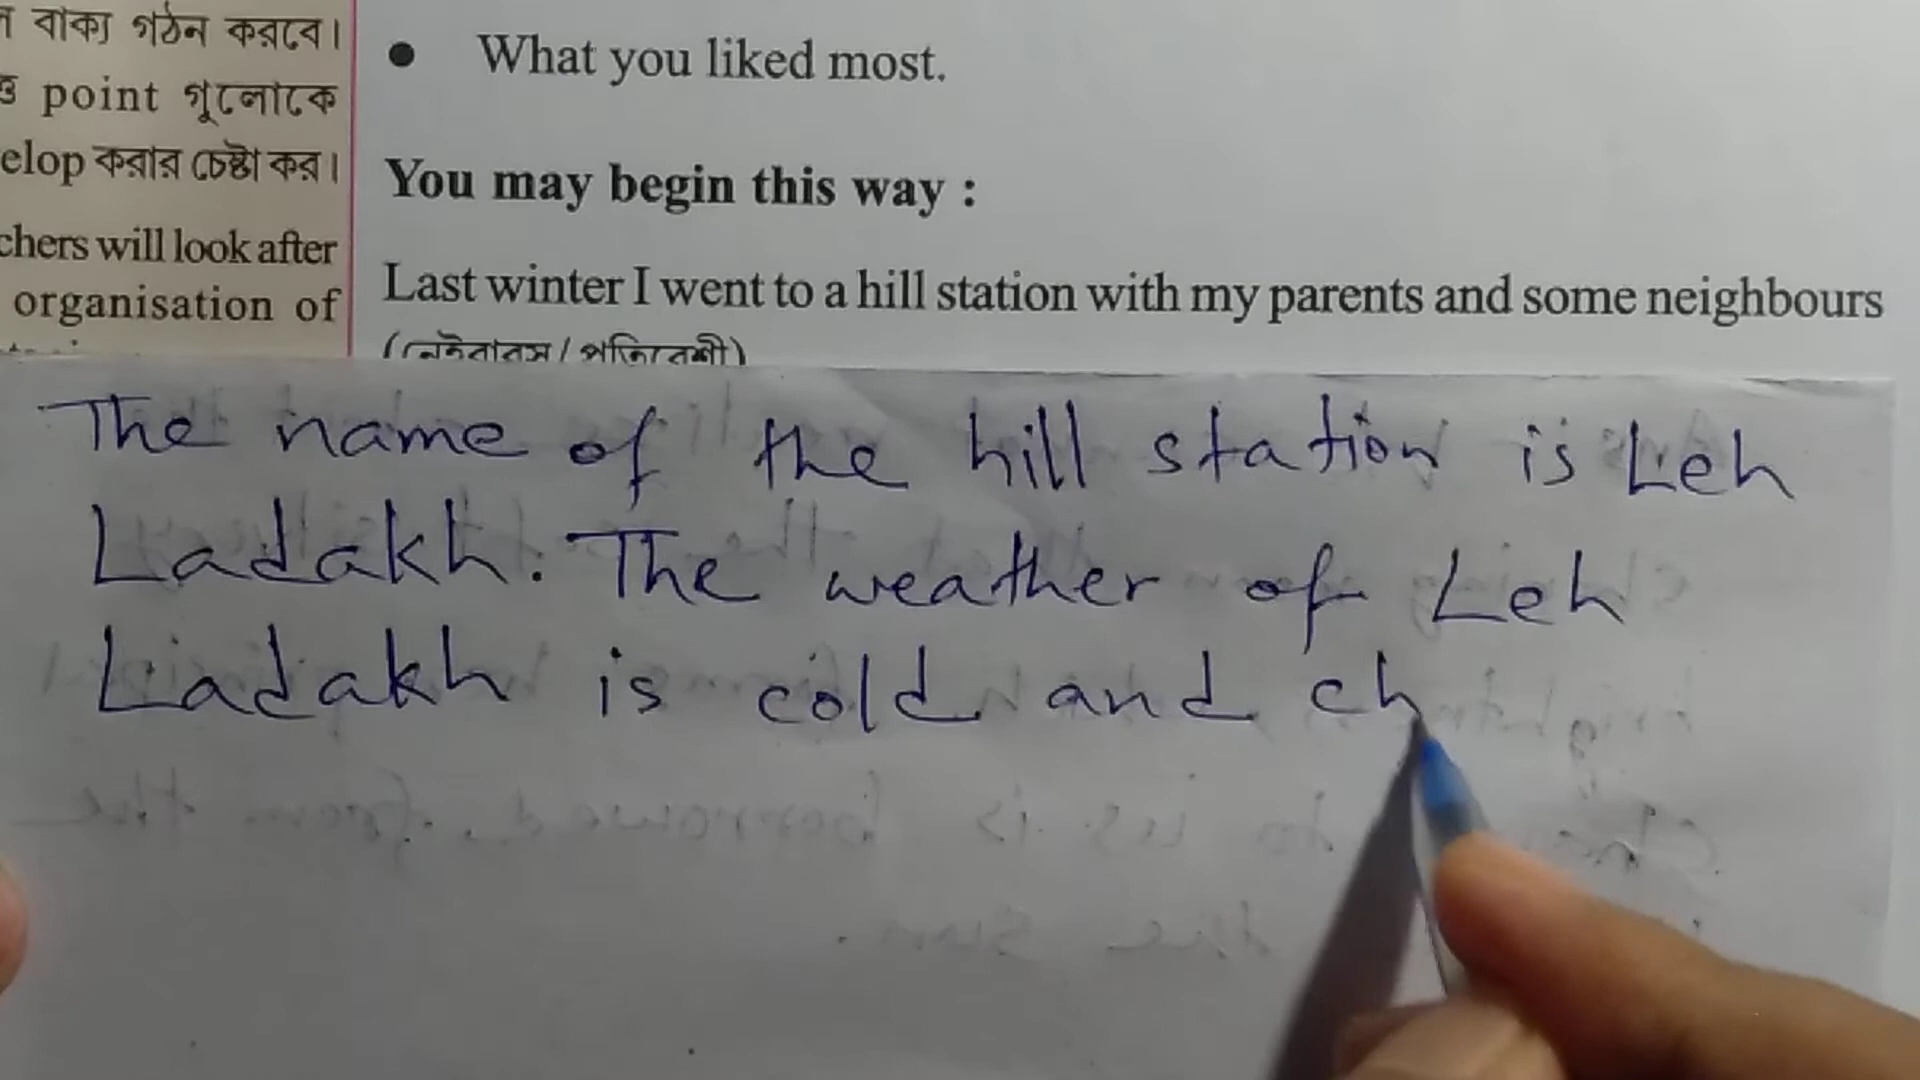 বাক্য গঠন করবে।
point গুলোকে
elop করার চেষ্টা কর।
chers will look after
organisation of
• What you liked most.
You may begin this way :
Last winter I went to a hill station with my parents and some neighbours
The name of the hill station is Leh
Ladakh. The weather of Leh
Ladakh is cold and ch